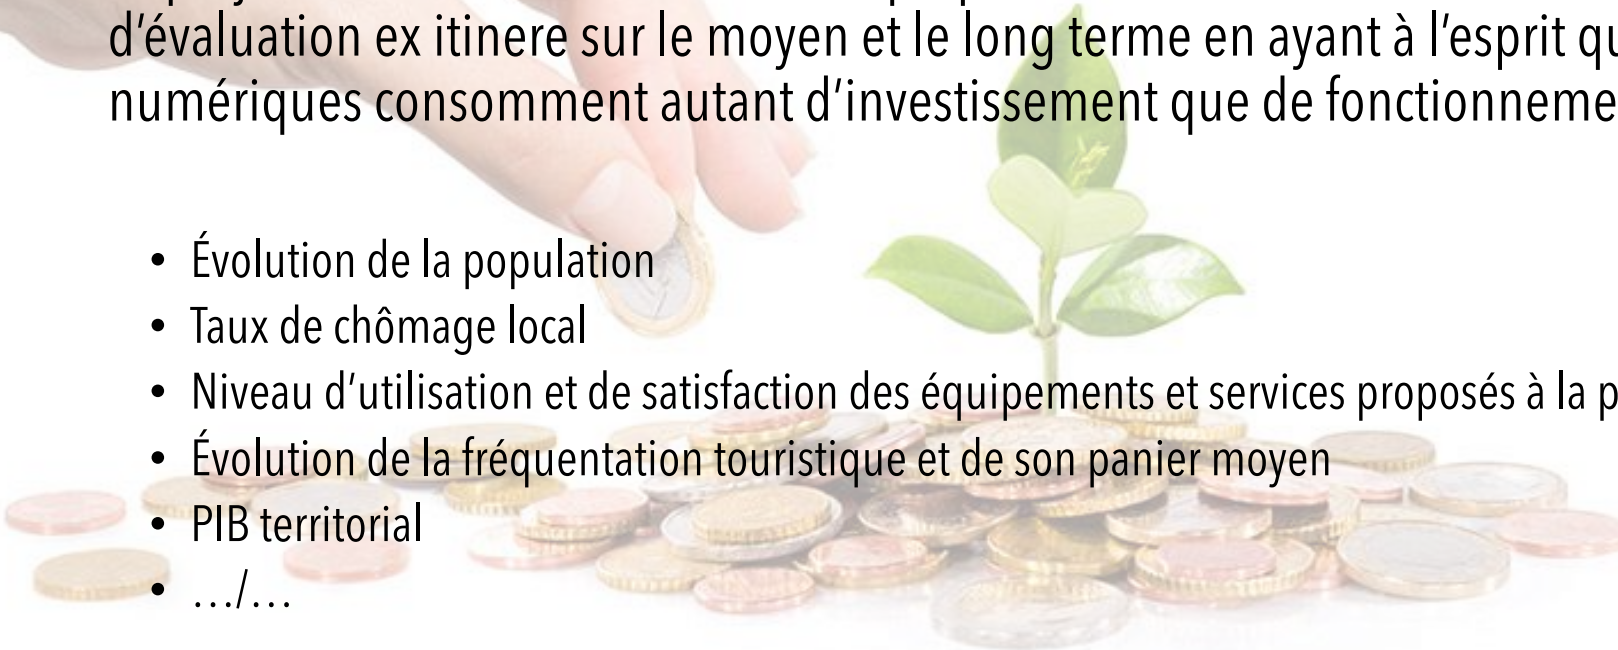 d’évaluation ex itinere sur le moyen et le long terme en ayant à l’esprit
numériques consomment autant d’investissement que de
• Évolution de la population
• Taux de chômage local
• Niveau d’utilisation et de satisfaction des équipements et services proposés à la
• Évolution de la fréquentation touristique et de son panier moyen
• PIB territorial
• …/…